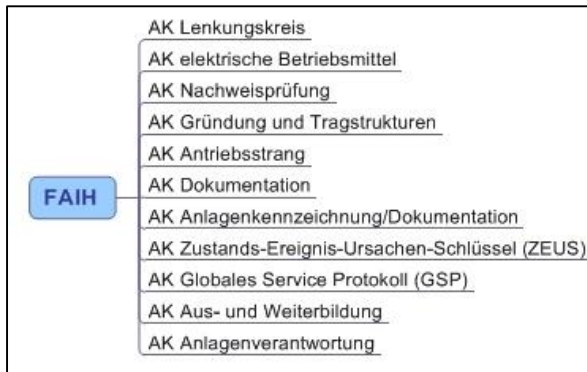 AK Lenkungskreis
AK elektrische Betriebsmittel
AK Nachweisprüfung
AK Gründung und Tragstrukturen
AK Antriebsstrang
FAIH
AK Dokumentation
AK Anlagenkennzeichnung/Dokumentation
AK Zustands-Ereignis-Ursachen-Schlüssel (ZEUS)
AK Globales Service Protokoll (GSP)
AK Aus- und Weiterbildung
AK Anlagenverantwortung